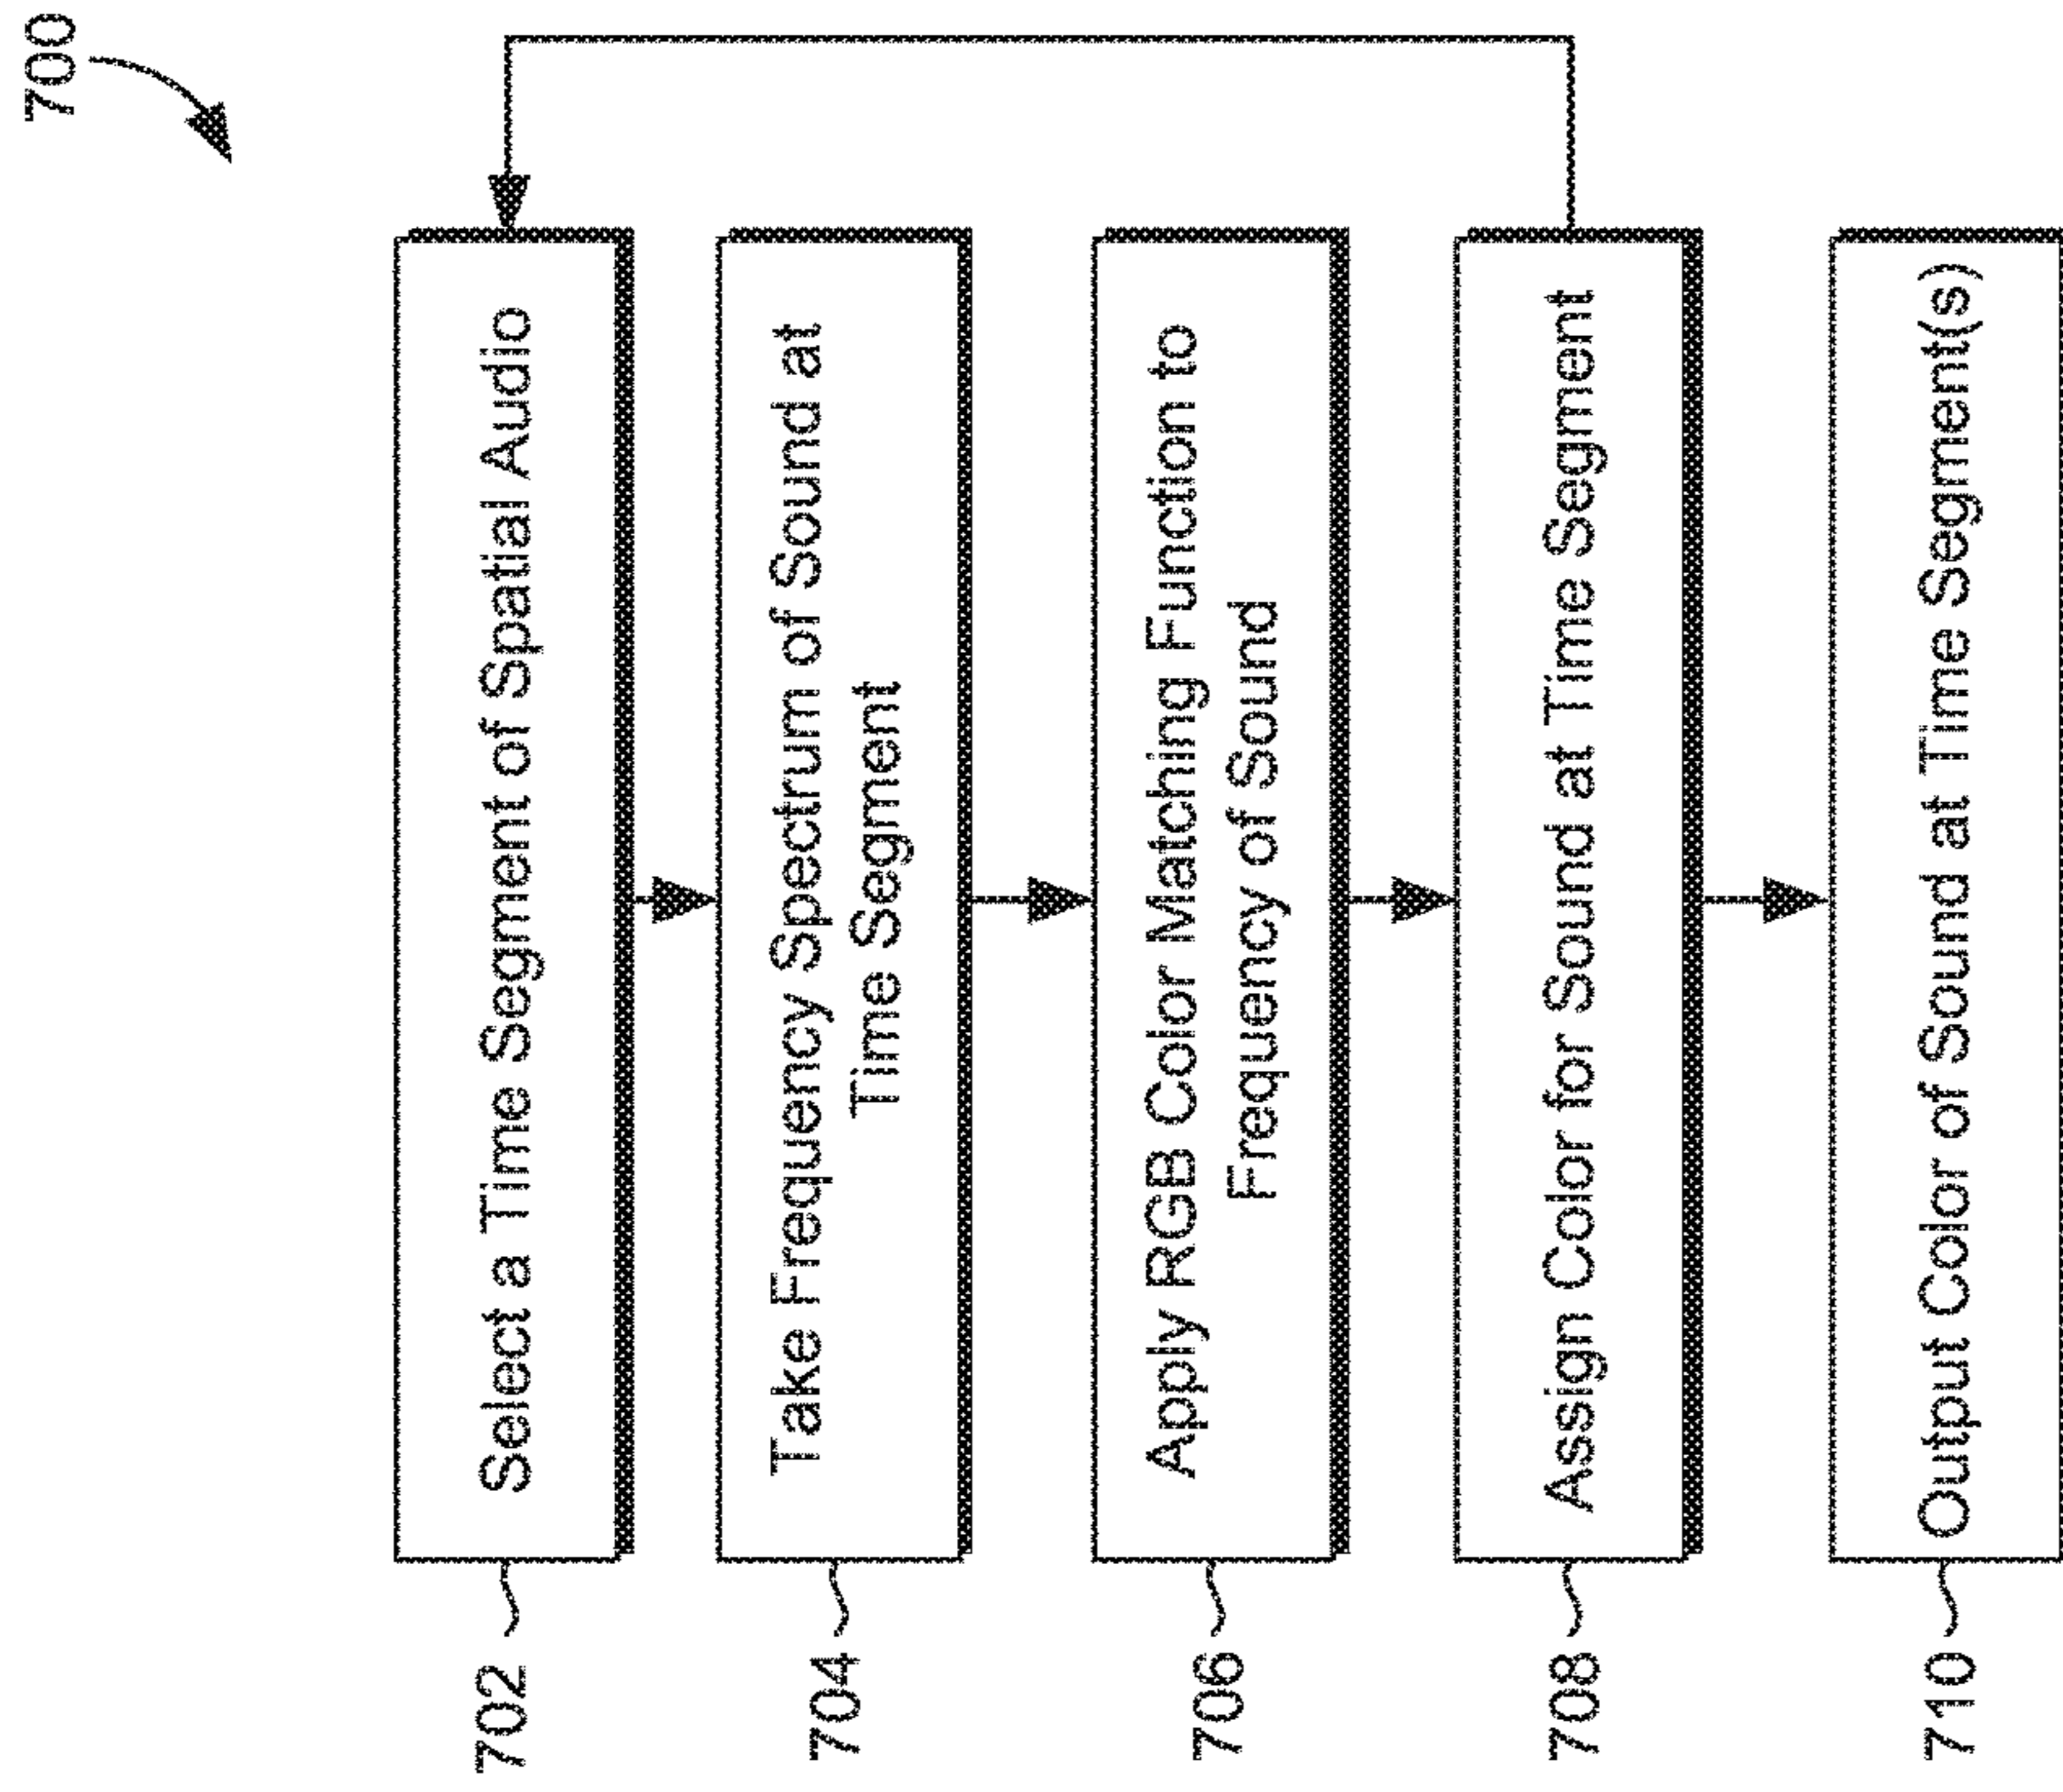 700
702
Select a Time Segment of Spatial Audio
704
Take Frequency Spectrum of Sound at
Time Segment
706
Apply RGB Color Matching Function to
Frequency of Sound
708
Assign Color for Sound at Time Segment
710
Output Color of Sound at Time Segment(s)